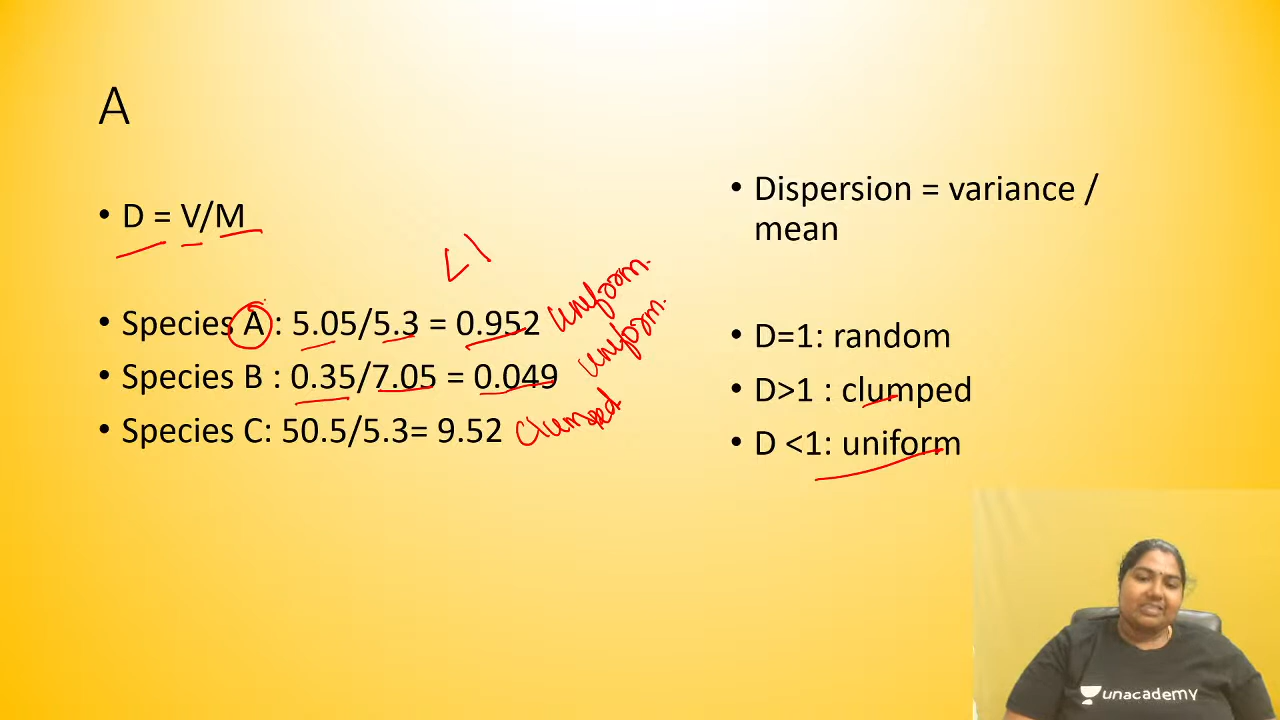 A
• D = V/M
<1
• Species A : 5.05/5.3 = 0.952 uniform.
• Species B : 0.35/7.05 = 0.049 uniform.
• Species C: 50.5/5.3= 9.52 clumped
• Dispersion = variance /
mean
• D=1: random
• D>1 : clumped
• D <1: uniform
unacademy